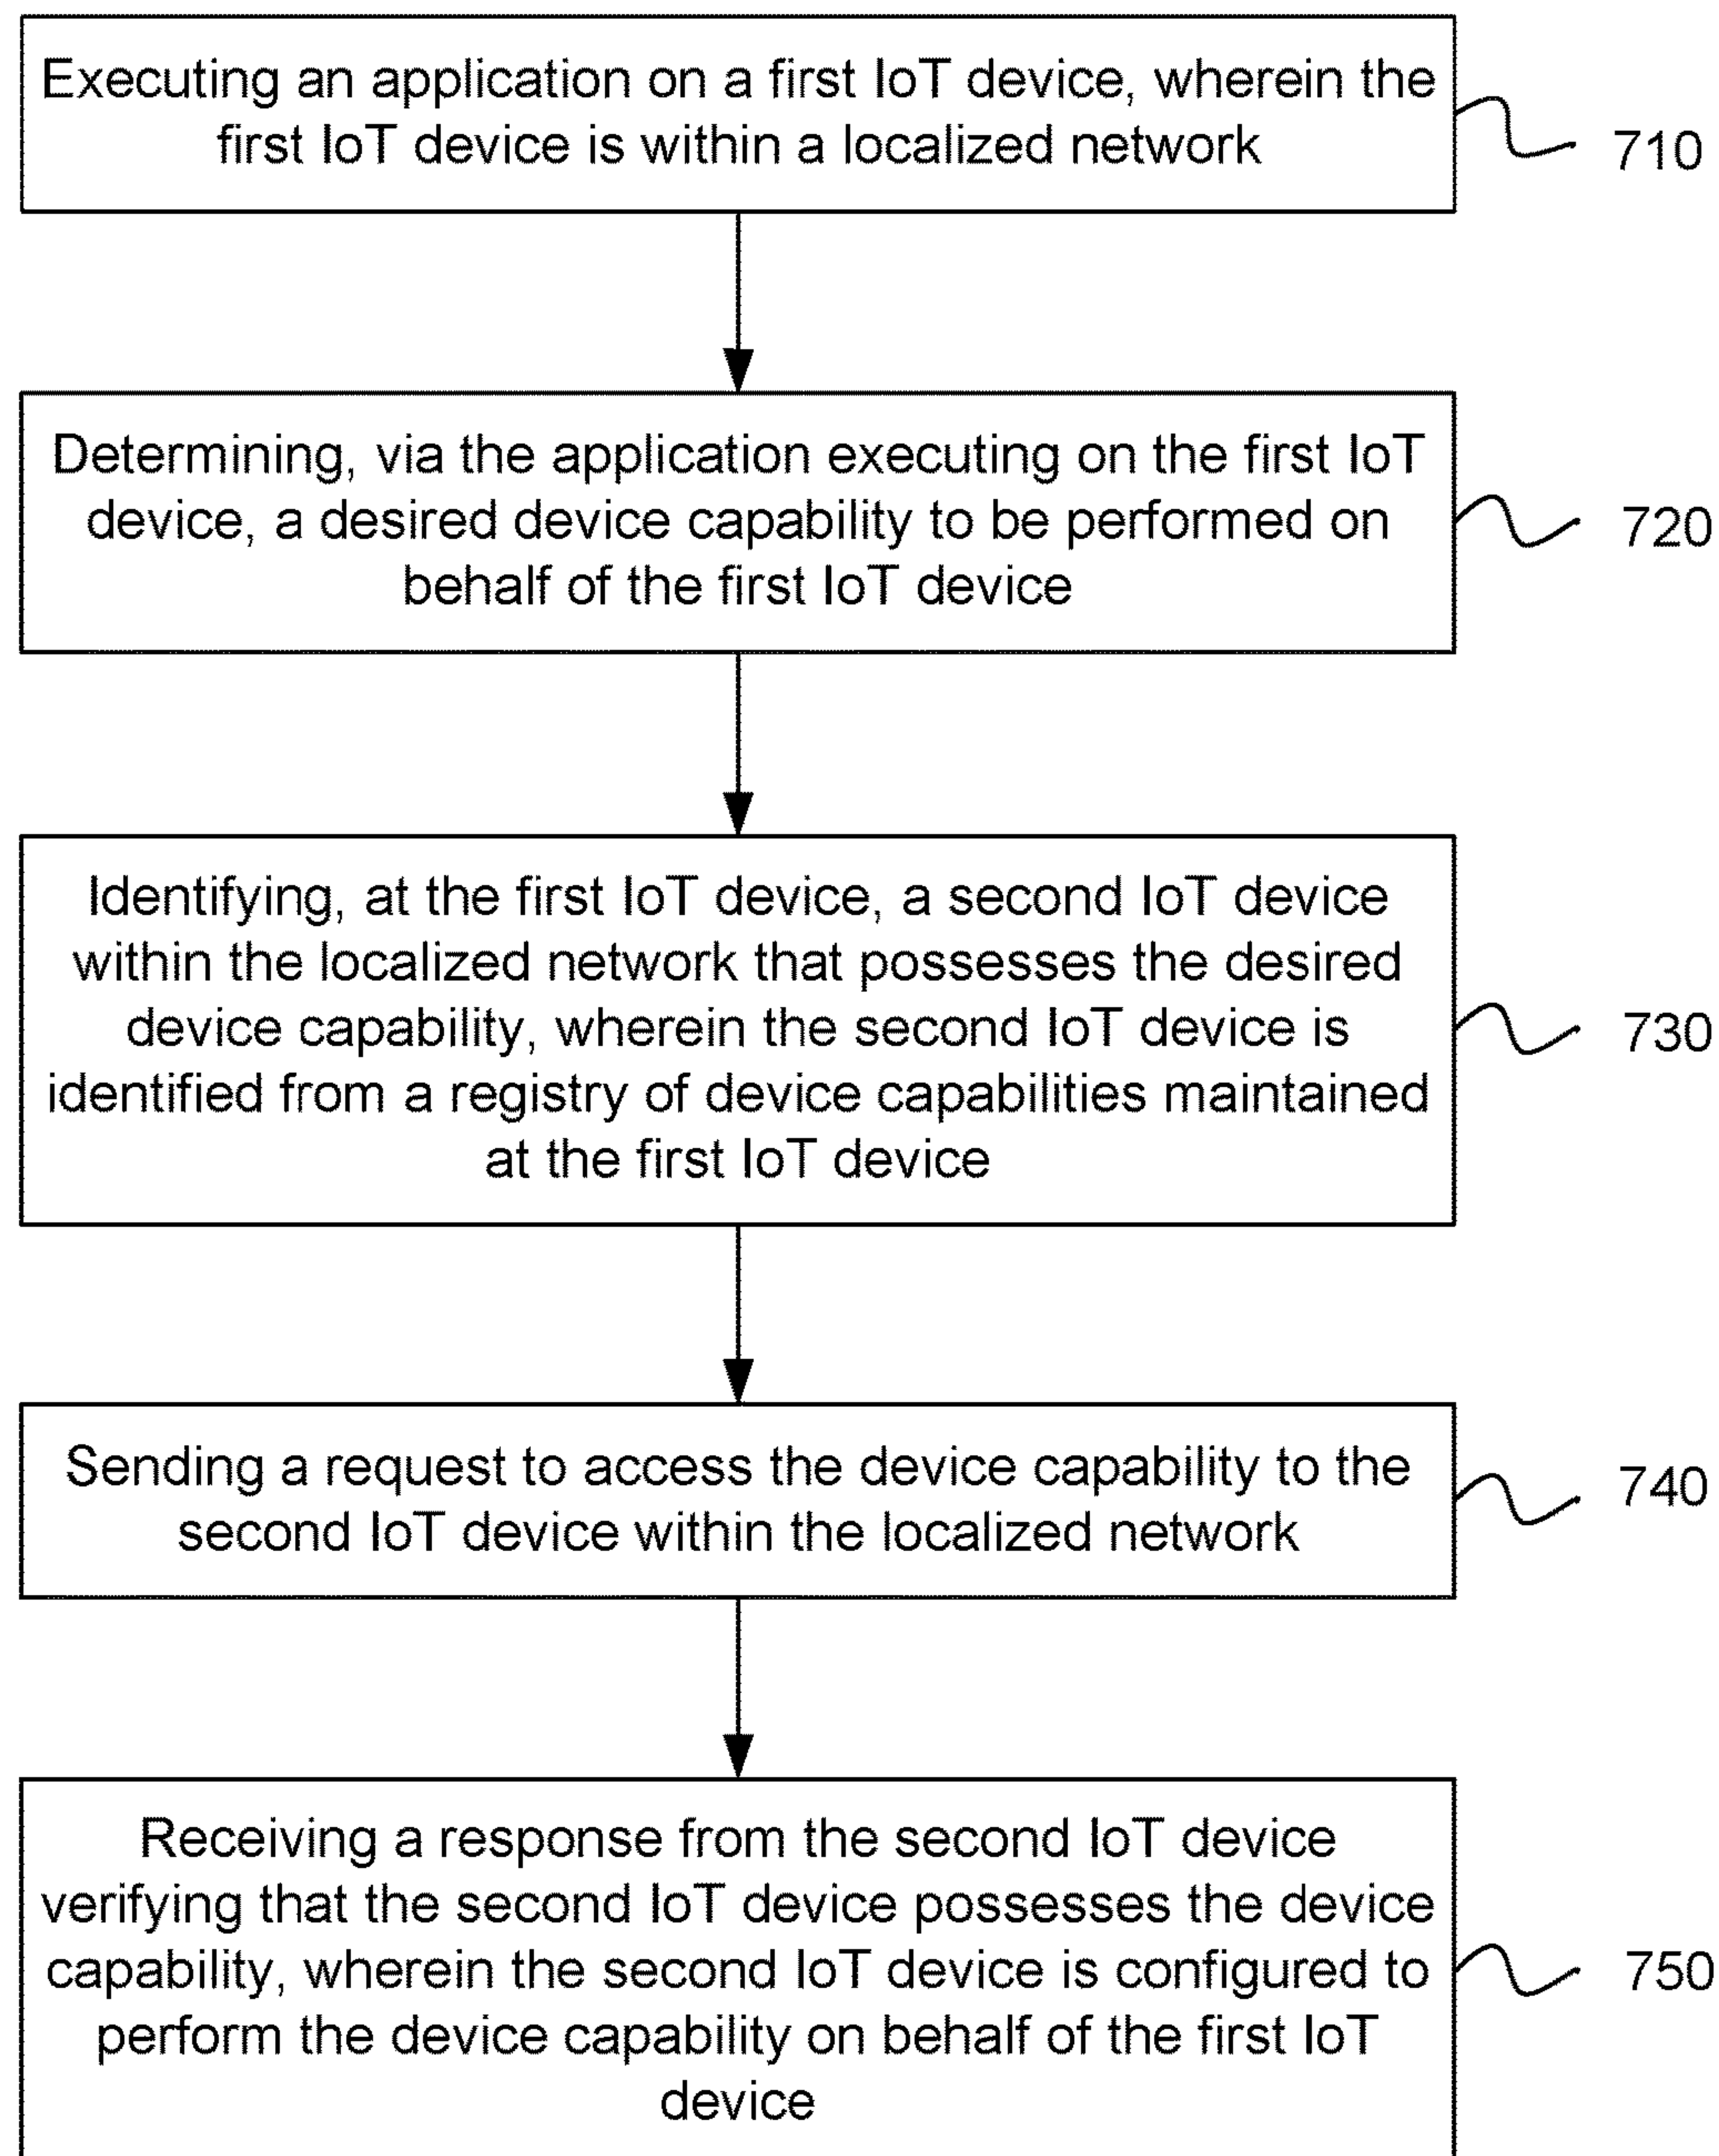 Executing an application on a first IoT device, wherein the
first IoT device is within a localized network
710
Determining, via the application executing on the first IoT
device, a desired device capability to be performed on
behalf of the first IoT device
720
Identifying, at the first IoT device, a second IoT device
within the localized network that possesses the desired
device capability, wherein the second IoT device is
identified from a registry of device capabilities maintained
at the first IoT device
730
Sending a request to access the device capability to the
second IoT device within the localized network
740
Receiving a response from the second IoT device
verifying that the second IoT device possesses the device
capability, wherein the second IoT device is configured to
perform the device capability on behalf of the first IoT
device
750